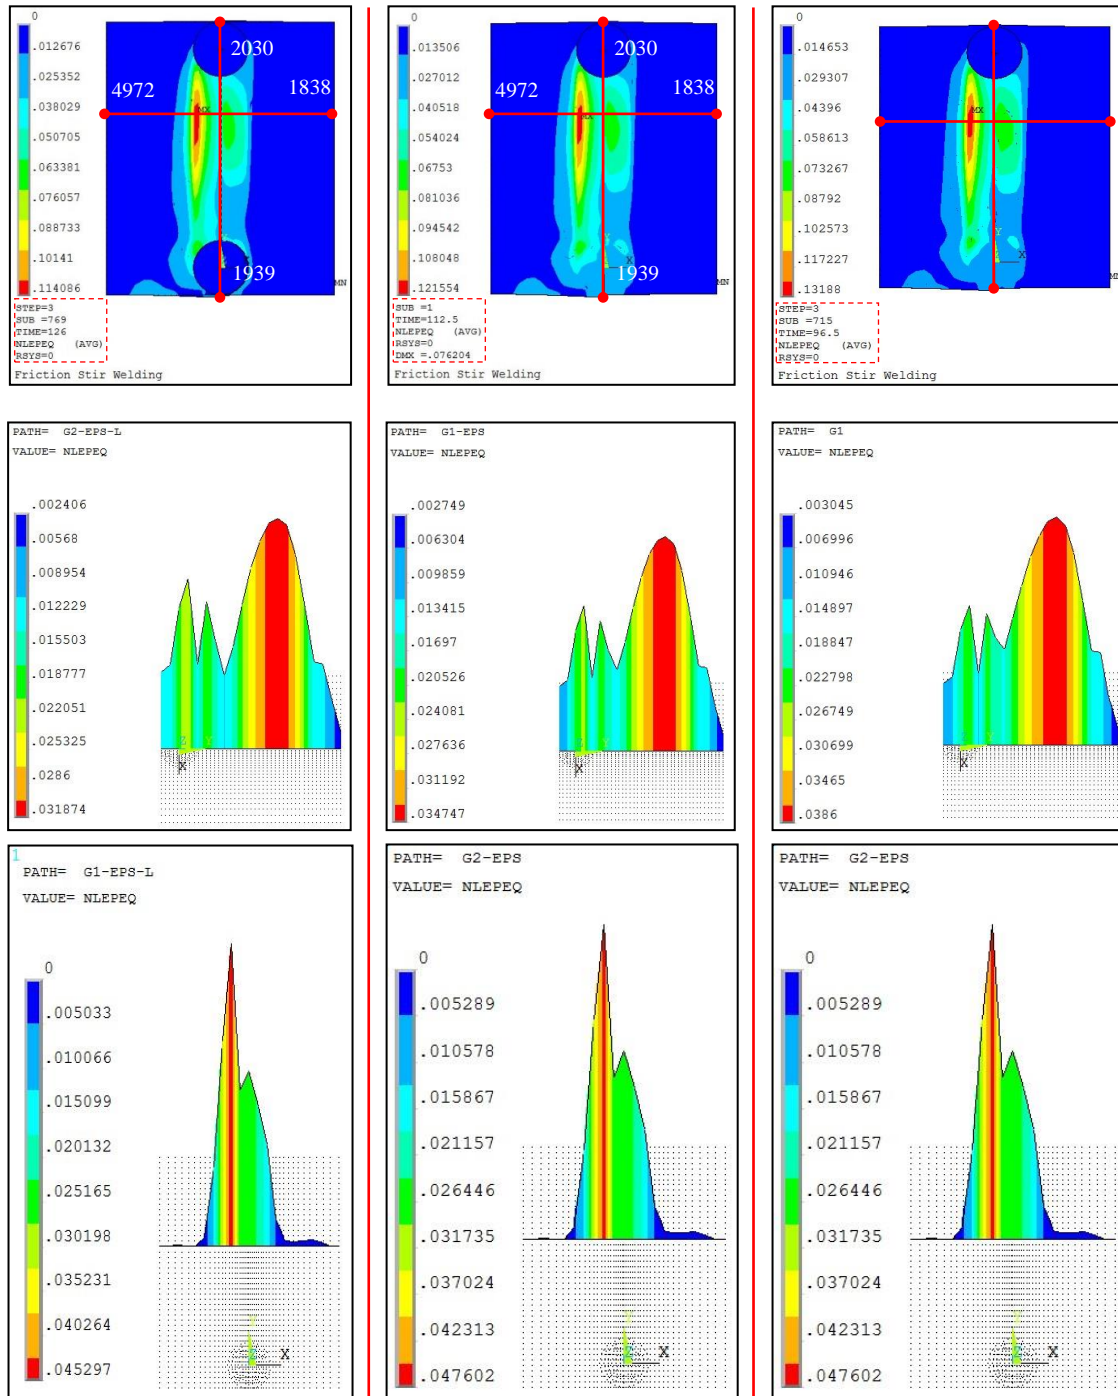 0
.012676
.025352
.038029
.050705
.063381
.076057
.088733
.10141
.114086
2030
4972
1838
MX
Y
X
1939
MN
STEP=3
SUB =769
TIME=126
NLEPEQ (AVG)
RSYS=0
Friction Stir Welding
0
.013506
.027012
.040518
.054024
.06753
.081036
.094542
.108048
.121554
2030
4972
1838
MX
Y
X
1939
MN
SUB =1
TIME=112.5
NLEPEQ (AVG)
RSYS=0
DMX =.076204
Friction Stir Welding
0
.014653
.029307
.04396
.058613
.073267
.08792
.102573
.117227
.13188
MX
Y
X
MN
STEP=3
SUB =715
TIME=96.5
NLEPEQ (AVG)
RSYS=0
Friction Stir Welding
PATH= G2-EPS-L
VALUE= NLEPEQ
.002406
.00568
.008954
.012229
.015503
.018777
.022051
.025325
.0286
.031874
Z Y
X
PATH= G1-EPS
VALUE= NLEPEQ
.002749
.006304
.009859
.013415
.01697
.020526
.024081
.027636
.031192
.034747
Z Y
X
PATH= G1
VALUE= NLEPEQ
.003045
.006996
.010946
.014897
.018847
.022798
.026749
.030699
.03465
.0386
Z Y
X
1
PATH= G1-EPS-L
VALUE= NLEPEQ
0
.005033
.010066
.015099
.020132
.025165
.030198
.035231
.040264
.045297
Y
Z X
PATH= G2-EPS
VALUE= NLEPEQ
0
.005289
.010578
.015867
.021157
.026446
.031735
.037024
.042313
.047602
Y
Z X
PATH= G2-EPS
VALUE= NLEPEQ
0
.005289
.010578
.015867
.021157
.026446
.031735
.037024
.042313
.047602
Y
Z X